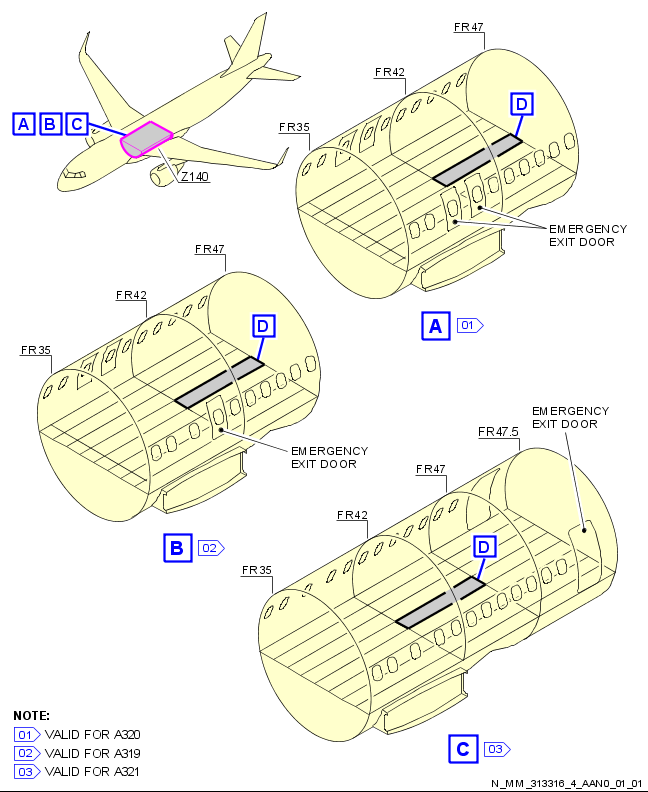 FR47
FR42
D
A B C
FR35
Z140
EMERGENCY
EXIT DOOR
A 01
FR47
FR42
D
FR35
EMERGENCY
EXIT DOOR
B 02
EMERGENCY
EXIT DOOR
FR47.5
FR47
FR42
D
FR35
NOTE:
01 VALID FOR A320
02 VALID FOR A319
03 VALID FOR A321
C 03
N_MM_313316_4_AAN0_01_01